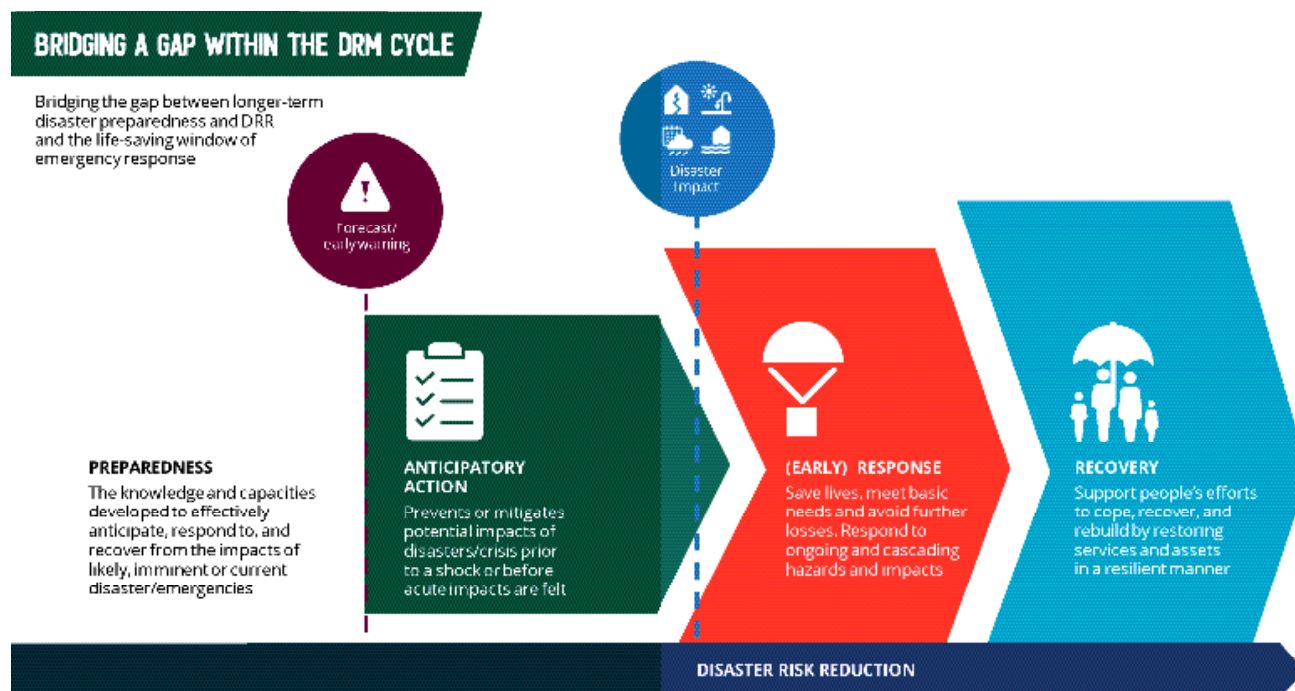 BRIDGING A GAP WITHIN THE DRM CYCLE
Bridging the gap between longer-term
disaster preparedness and DRR
and the life-saving window of
emergency response
Forecast/
early warning
Disaster
Impact
PREPAREDNESS
The knowledge and capacities
developed to effectively
anticipate, respond to, and
recover from the impacts of
likely, imminent or current
disaster/emergencies
ANTICIPATORY
ACTION
Prevents or mitigates
potential impacts of
disasters/crisis prior
to a shock or before
acute impacts are felt
(EARLY) RESPONSE
Save lives, meet basic
needs and avoid further
losses. Respond to
ongoing and cascading
hazards and impacts
RECOVERY
Support people's efforts
to cope, recover, and
rebuild by restoring
services and assets
in a resilient manner
DISASTER RISK REDUCTION